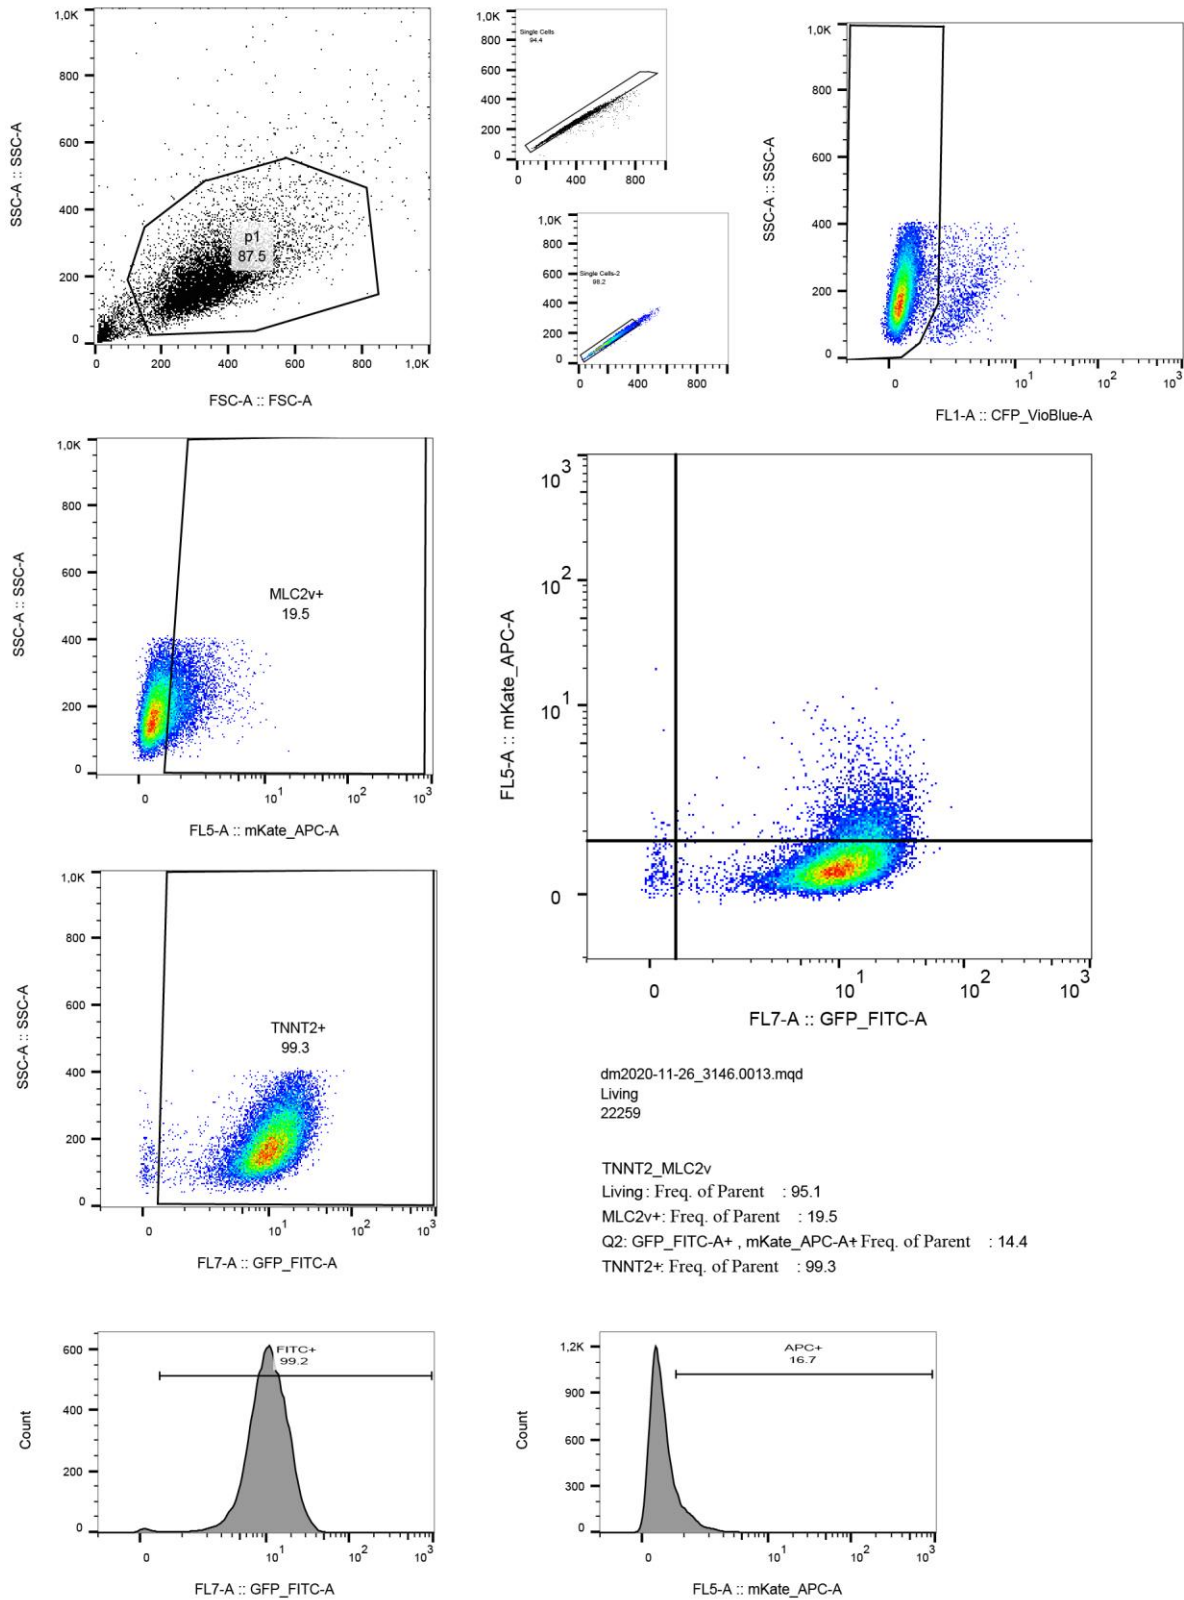 1,0K
800
600
400
200
0
SSC-A :: SSC-A
p1
87.5
0
200
400
600
800
1,0K
FSC-A :: FSC-A
1,0K
800
600
400
200
0
Single Cells
94.4
0
400
800
1,0K
800
600
400
200
0
Single Cells-2
98.2
0
400
800
1,0K
800
600
400
200
0
SSC-A :: SSC-A
0
10^1
10^2
10^3
FL1-A :: CFP_VioBlue-A
1,0K
800
600
400
200
0
SSC-A :: SSC-A
MLC2v+
19.5
0
10^1
10^2
10^3
FL5-A :: mKate_APC-A
10^3
10^2
10^1
0
FL5-A :: mKate_APC-A
0
10^1
10^2
10^3
FL7-A :: GFP_FITC-A
1,0K
800
600
400
200
0
SSC-A :: SSC-A
TNNT2+
99.3
0
10^1
10^2
10^3
FL7-A :: GFP_FITC-A
dm2020-11-26_3146.0013.mqd
Living
22259
TNNT2_MLC2v
Living : Freq. of Parent : 95.1
MLC2v+: Freq. of Parent : 19.5
Q2: GFP_FITC-A+ , mKate_APC-A+ Freq. of Parent : 14.4
TNNT2+: Freq. of Parent : 99.3
600
400
200
0
Count
FITC+
99.2
0
10^1
10^2
10^3
FL7-A :: GFP_FITC-A
1,2K
900
600
300
0
Count
APC+
16.7
0
10^1
10^2
10^3
FL5-A :: mKate_APC-A